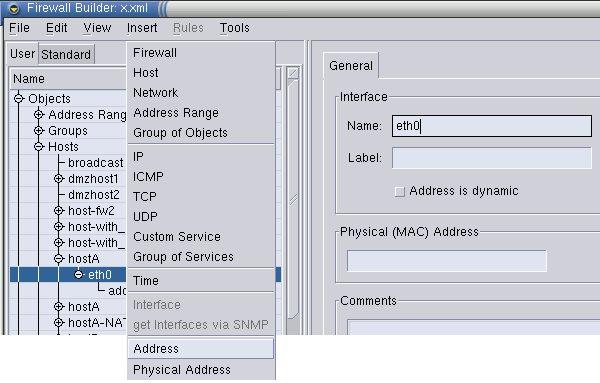 Firewall Builder: x.xml
File Edit View Insert Rules Tools
User Standard
Name
Objects
Address Rang
Groups
Hosts
broadcast
dmzhost1
dmzhost2
host-fw2
host-with_
host-with_
hostA
eth0
add
hostA
hostA-NAT
Firewall
Host
Network
Address Range
Group of Objects
IP
ICMP
TCP
UDP
Custom Service
Group of Services
Time
Interface
get Interfaces via SNMP
Address
Physical Address
General
Interface
Name: eth0
Label:
Address is dynamic
Physical (MAC) Address
Comments